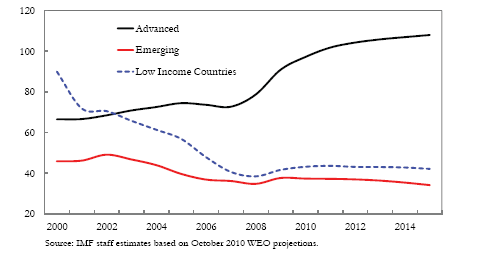 120
Advanced
100
Emerging
Low Income Countries
80
60
40
20
2000 2002 2004 2006 2008 2010 2012 2014
Source: IMF staff estimates based on October 2010 WEO projections.